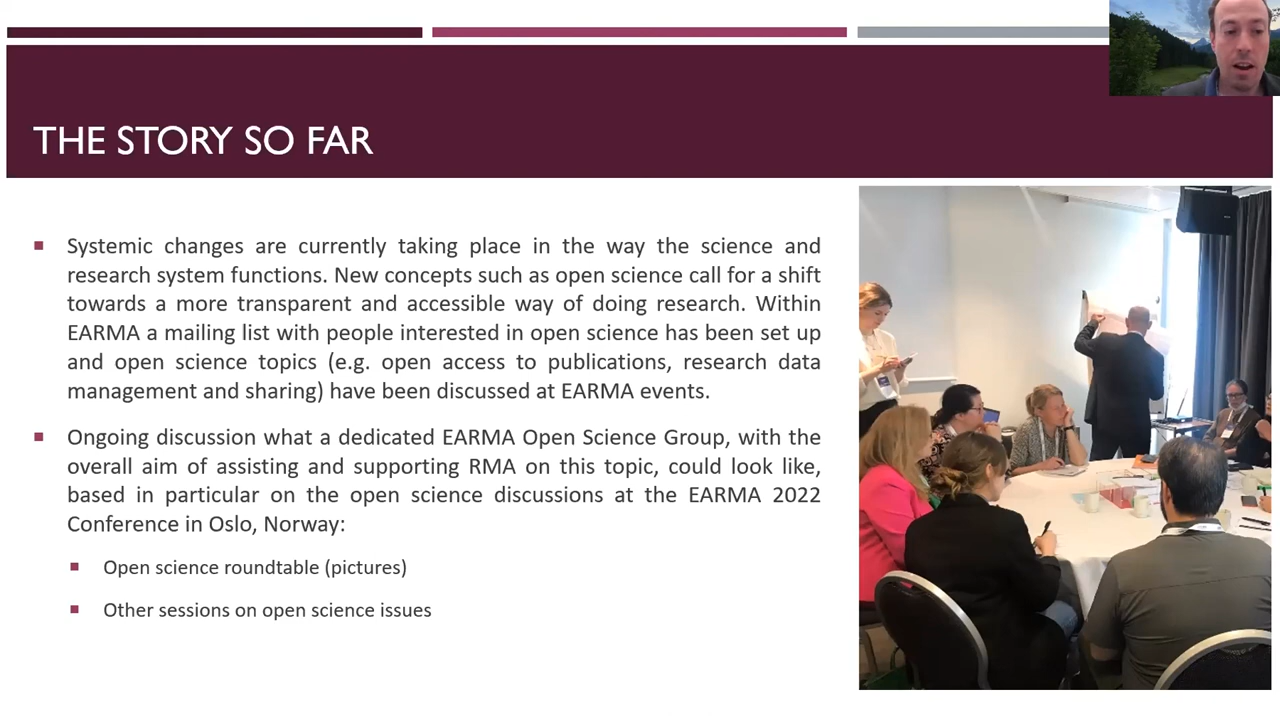 THE STORY SO FAR
Systemic changes are currently taking place in the way the science and
research system functions. New concepts such as open science call for a shift
towards a more transparent and accessible way of doing research. Within
EARMA a mailing list with people interested in open science has been set up
and open science topics (e.g. open access to publications, research data
management and sharing) have been discussed at EARMA events.
Ongoing discussion what a dedicated EARMA Open Science Group, with the
overall aim of assisting and supporting RMA on this topic, could look like,
based in particular on the open science discussions at the EARMA 2022
Conference in Oslo, Norway:
Open science roundtable (pictures)
Other sessions on open science issues